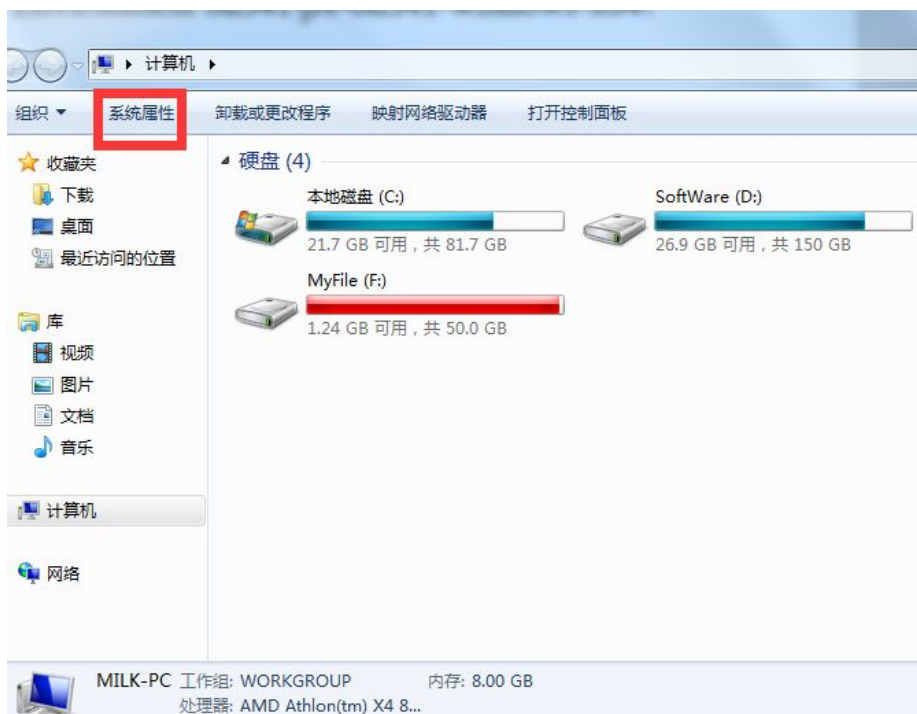 计算机
组织 系统属性 卸载或更改程序 映射网络驱动器 打开控制面板
收藏夹
下载
桌面
最近访问的位置
库
视频
图片
文档
音乐
计算机
网络
硬盘 (4)
本地磁盘 (C:)
21.7 GB 可用，共 81.7 GB
SoftWare (D:)
26.9 GB 可用，共 150 GB
MyFile (F:)
1.24 GB 可用，共 50.0 GB
MILK-PC 工作组: WORKGROUP 内存: 8.00 GB
处理器: AMD Athlon(tm) X4 8...